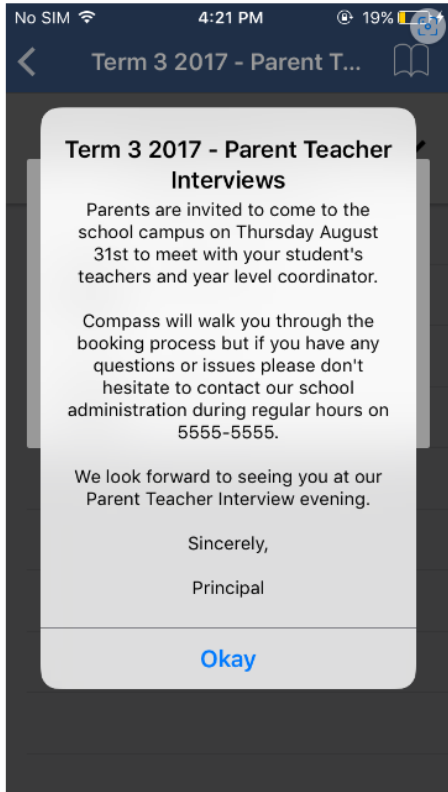 No SIM 4:21 PM 19%
Term 3 2017 - Parent T...
Term 3 2017 - Parent Teacher
Interviews
Parents are invited to come to the
school campus on Thursday August
31st to meet with your student's
teachers and year level coordinator.
Compass will walk you through the
booking process but if you have any
questions or issues please don't
hesitate to contact our school
administration during regular hours on
5555-5555.
We look forward to seeing you at our
Parent Teacher Interview evening.
Sincerely,
Principal
Okay